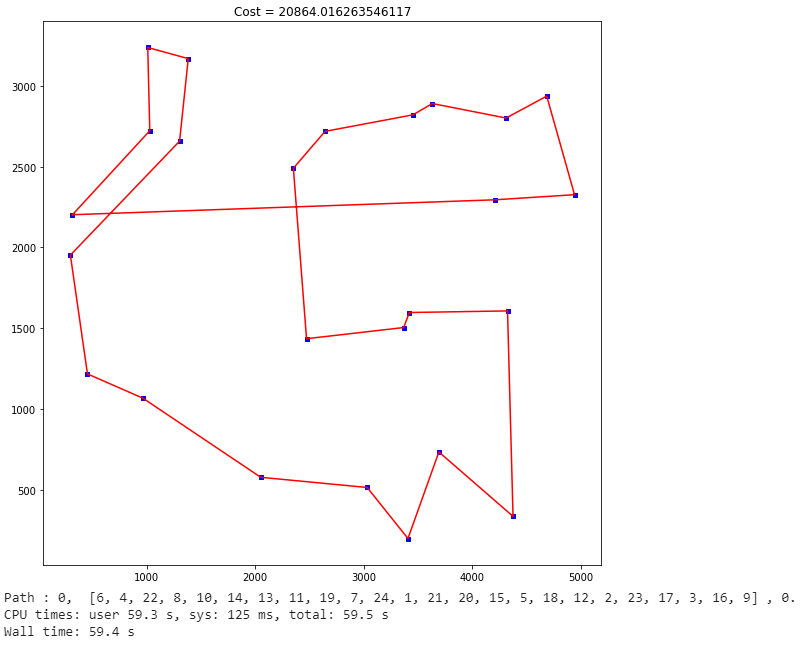 Cost = 20864.016263546117
3000
2500
2000
1500
1000
500
1000 2000 3000 4000 5000
Path : 0,  [6, 4, 22, 8, 10, 14, 13, 11, 19, 7, 24, 1, 21, 20, 15, 5, 18, 12, 2, 23, 17, 3, 16, 9] , 0.
CPU times: user 59.3 s, sys: 125 ms, total: 59.5 s
Wall time: 59.4 s